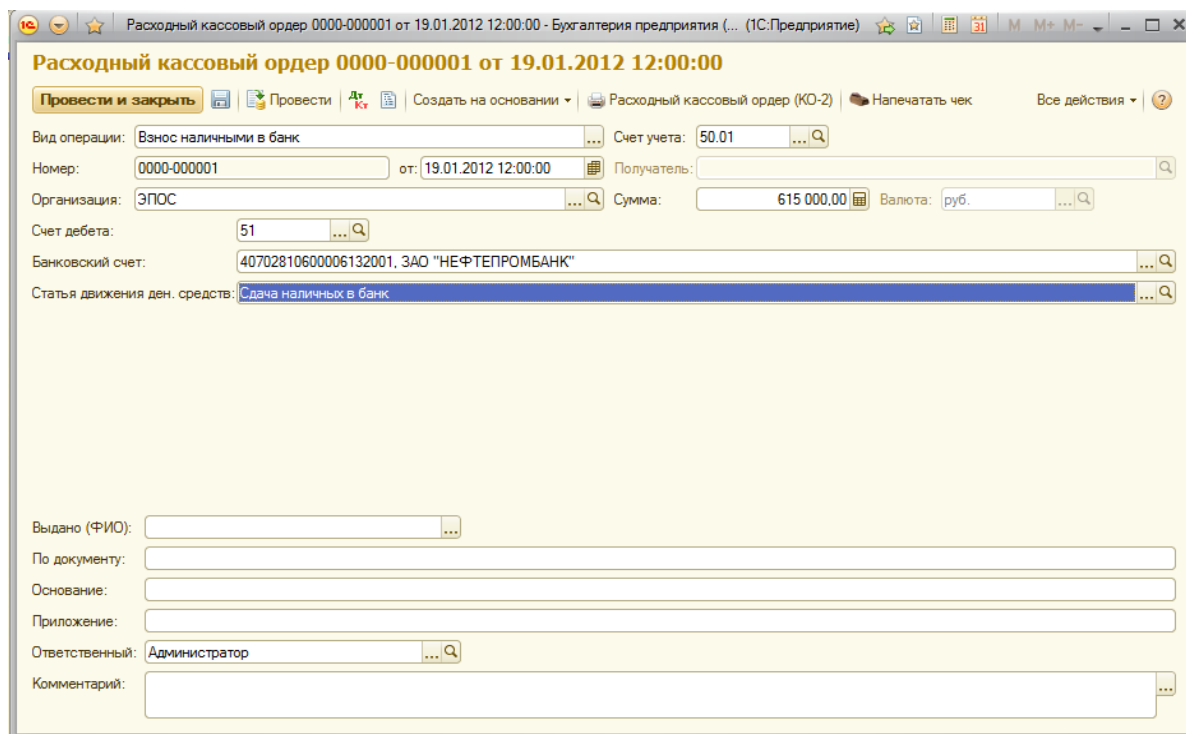 1С Расходный кассовый ордер 0000-000001 от 19.01.2012 12:00:00 - Бухгалтерия предприятия (... (1С:Предприятие) 31 M M+ M-
Расходный кассовый ордер 0000-000001 от 19.01.2012 12:00:00
Провести и закрыть Провести Дт Кт Создать на основании Расходный кассовый ордер (КО-2) Напечатать чек Все действия ?
Вид операции: Взнос наличными в банк ... Счет учета: 50.01 ...
Номер: 0000-000001 от: 19.01.2012 12:00:00 Получатель:
Организация: ЭПОС ... Сумма: 615 000,00 Валюта: руб. ...
Счет дебета: 51 ...
Банковский счет: 40702810600006132001, ЗАО "НЕФТЕПРОМБАНК" ...
Статья движения ден. средств: Сдача наличных в банк ...
Выдано (ФИО): ...
По документу:
Основание:
Приложение:
Ответственный: Администратор ...
Комментарий: ...